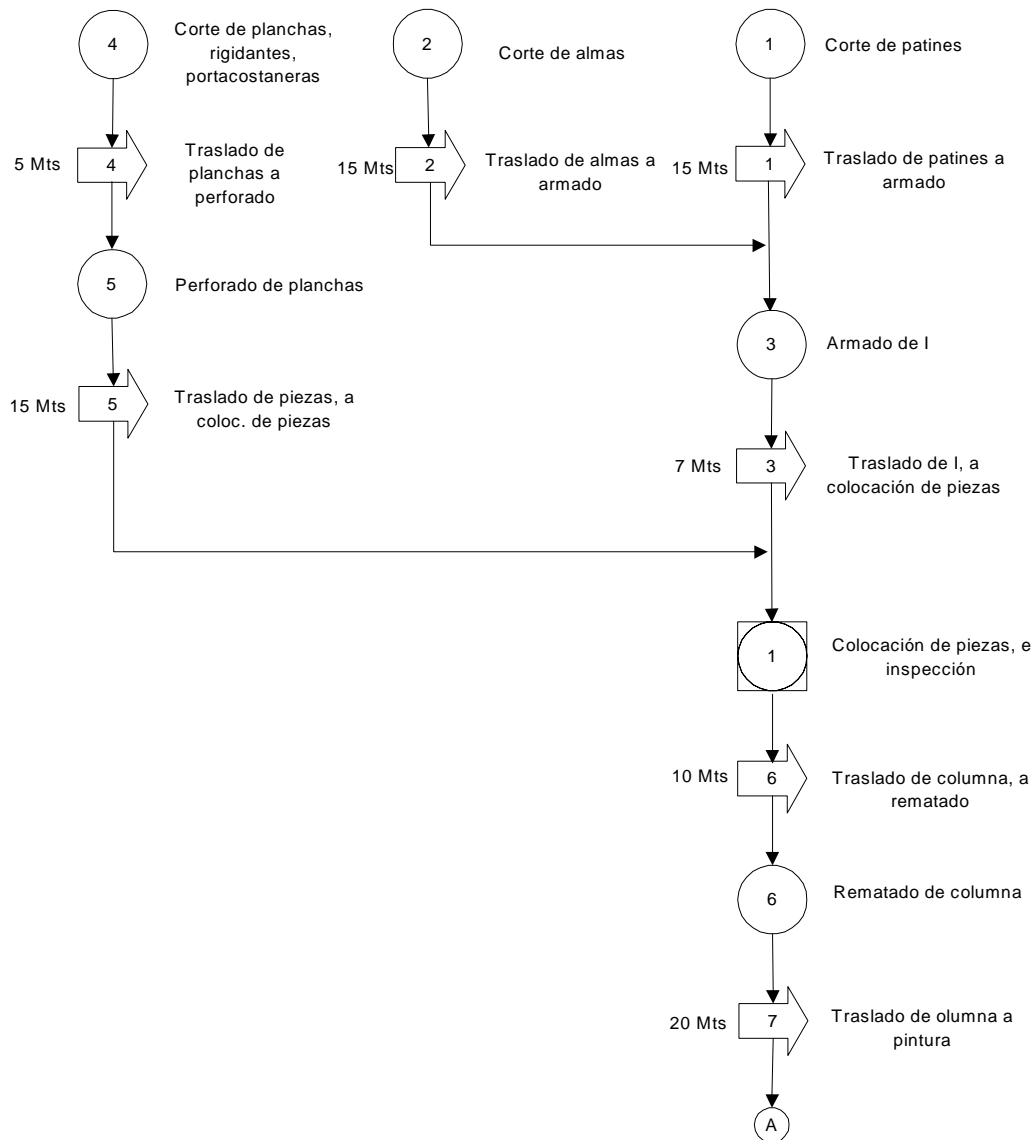 4
Corte de planchas,
rigidantes,
portacostaneras
2
Corte de almas
1
Corte de patines
5 Mts
4
Traslado de
planchas a
perforado
15 Mts
2
Traslado de almas a
armado
15 Mts
1
Traslado de patines a
armado
5
Perforado de planchas
3
Armado de I
15 Mts
5
Traslado de piezas, a
coloc. de piezas
7 Mts
3
Traslado de I, a
colocación de piezas
1
Colocación de piezas, e
inspección
10 Mts
6
Traslado de columna, a
rematado
6
Rematado de columna
20 Mts
7
Traslado de olumna a
pintura
A